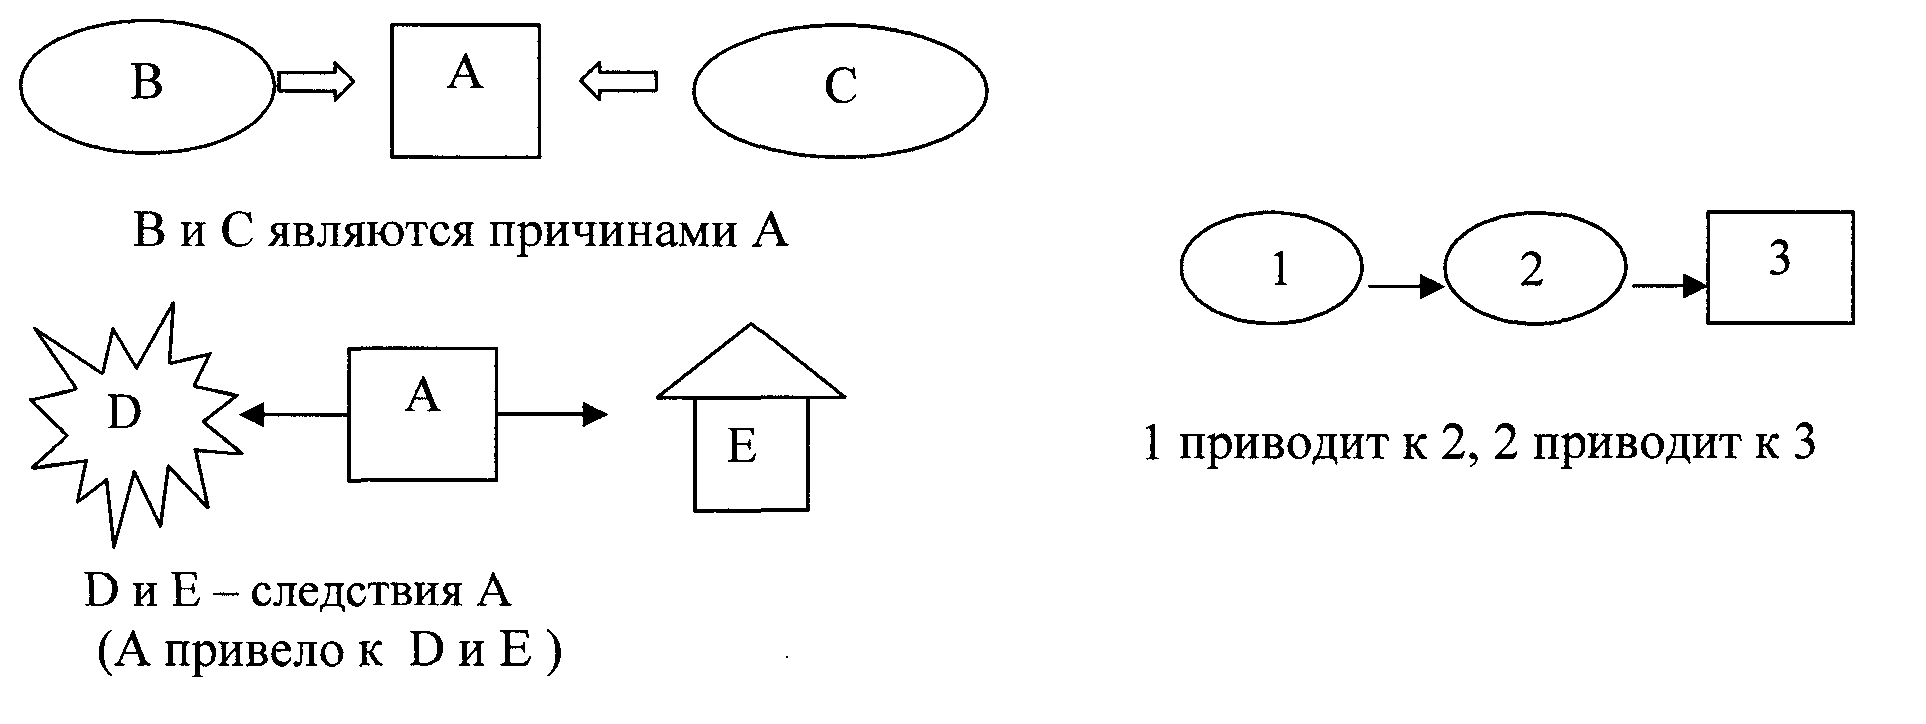 B A C
В и С являются причинами А
D A E
D и Е – следствия А
(А привело к D и Е )
1 2 3
1 приводит к 2, 2 приводит к 3